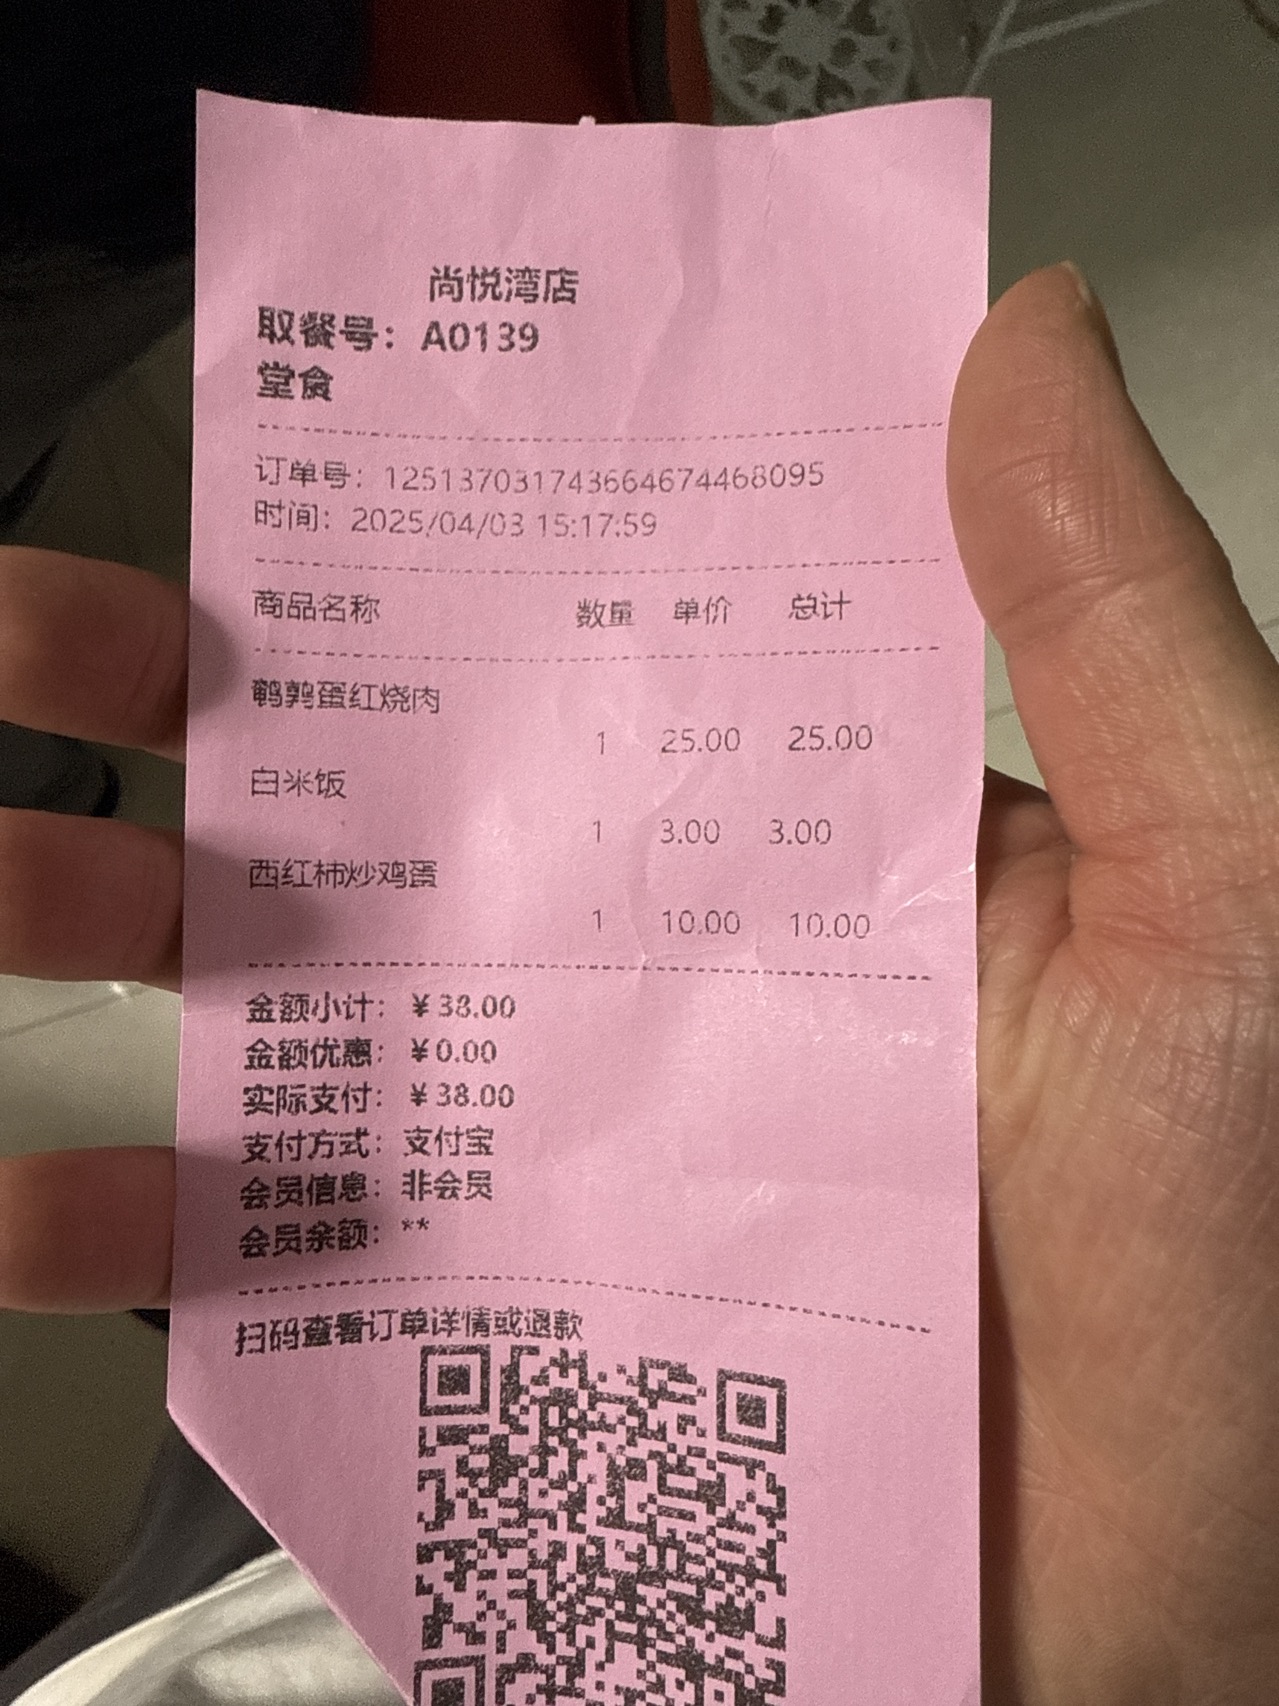 尚悦湾店
取餐号：A0139
堂食
订单号：1251370317436646744​68095
时间：2025/04/03 15:17:59
商品名称 数量 单价 总计
鹌鹑蛋红烧肉
1 25.00 25.00
白米饭
1 3.00 3.00
西红柿炒鸡蛋
1 10.00 10.00
金额小计：￥38.00
金额优惠：￥0.00
实际支付：￥38.00
支付方式：支付宝
会员信息：非会员
会员余额：**
扫码查看订单详情或退款